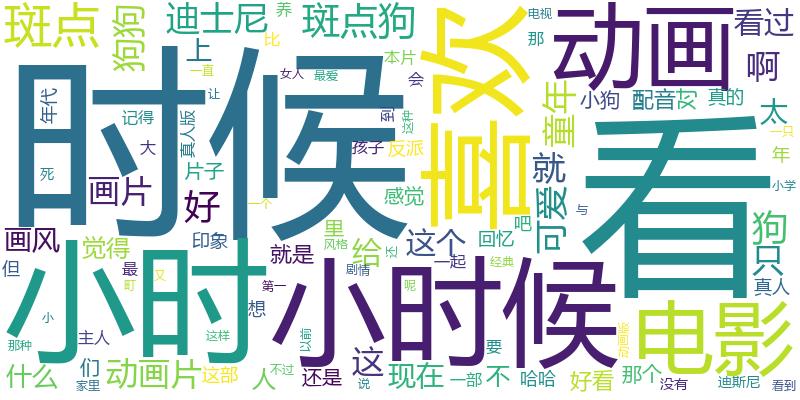 斑点
狗狗
迪士尼
养
斑点狗
上
比
本片
一直
女人
最爱
会
让
那
电视
动画
看过
啊
时候
喜欢
看
年代
记得
大
真人版
到
这种
孩子
反派
童年
小狗
配音
对
真的
太
一只
年
小学
死
画片
片子
好
一个
感觉
就
可爱
与
狗
只
真人
画风
觉得
印象
里
风格
给
还
这个
回忆
吧
但
最
町
又
就是
第一
剧情
一起
经典
呢
小时
小时候
电影
想
小
那种
主人
这样
以前
要
们
家里
什么
动画片
这部
人
不过
还是
这
说
现在
一部
不
哈哈
好看
那个
没有
迪斯尼
看到